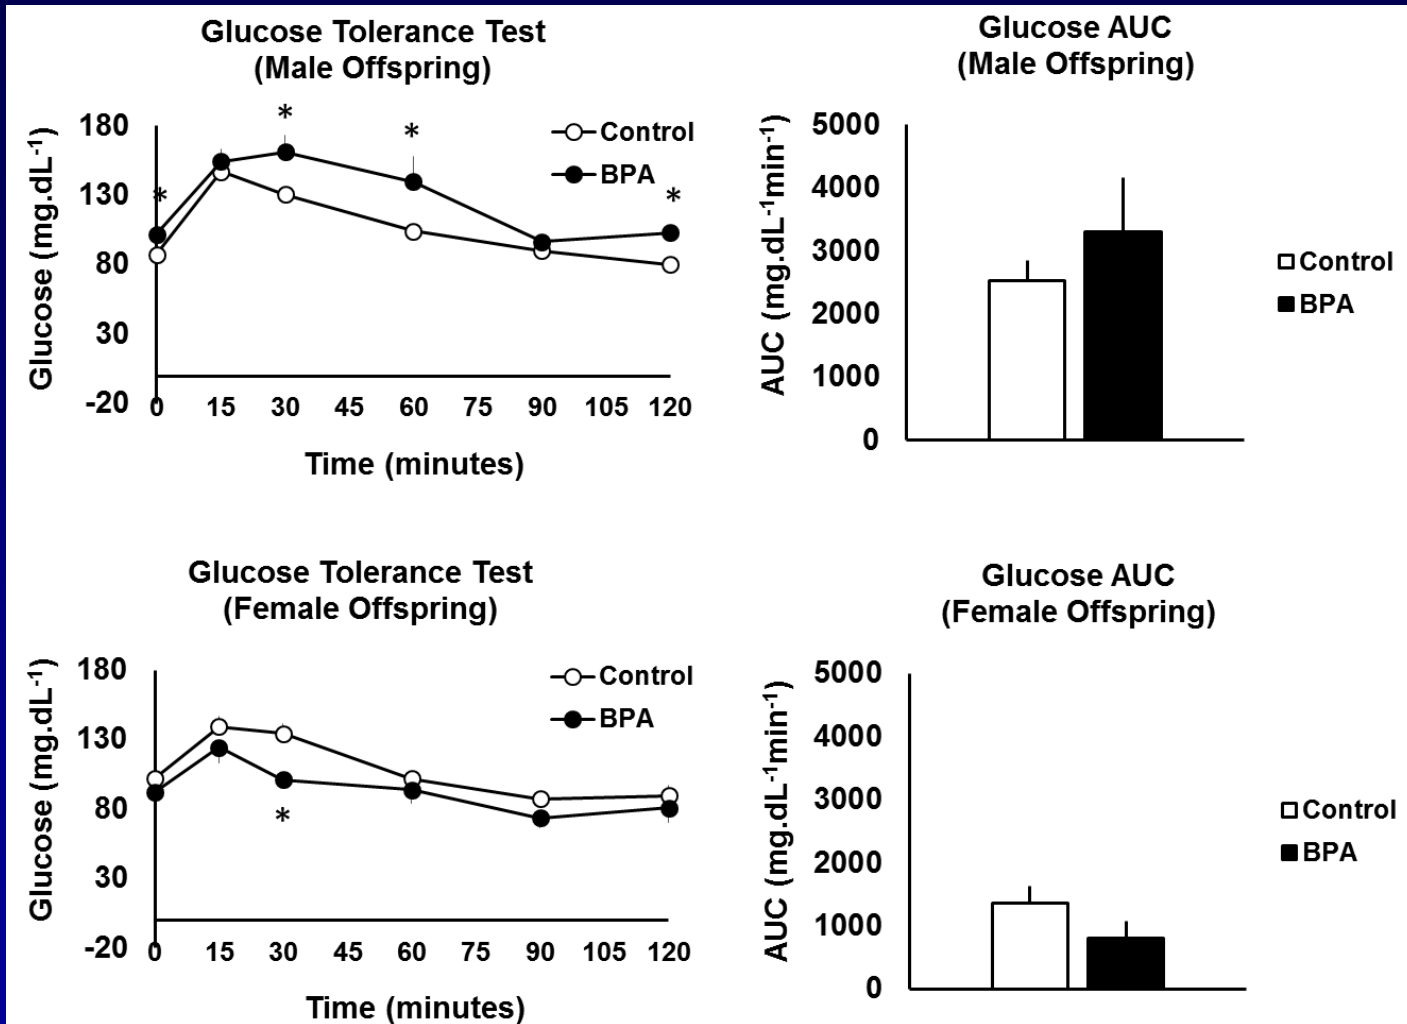 Glucose Tolerance Test
(Male Offspring)
Glucose (mg.dL-1)
180
130
80
30
-20
* * * *
Control
BPA
0 15 30 45 60 75 90 105 120
Time (minutes)
Glucose AUC
(Male Offspring)
AUC (mg.dL-1min-1)
5000
4000
3000
2000
1000
0
Control
BPA
Glucose Tolerance Test
(Female Offspring)
Glucose (mg.dL-1)
180
130
80
30
-20
*
Control
BPA
0 15 30 45 60 75 90 105 120
Time (minutes)
Glucose AUC
(Female Offspring)
AUC (mg.dL-1min-1)
5000
4000
3000
2000
1000
0
Control
BPA